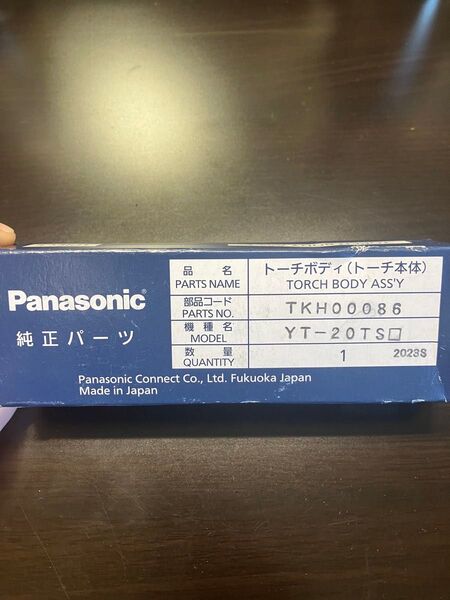 Panasonic
純正パーツ
品名 トーチボディ(トーチ本体)
PARTS NAME TORCH BODY ASS'Y
部品コード
PARTS NO. TKH00086
機種名
MODEL YT-20TS□
数量
QUANTITY 1 2023S
Panasonic Connect Co., Ltd. Fukuoka Japan
Made in Japan